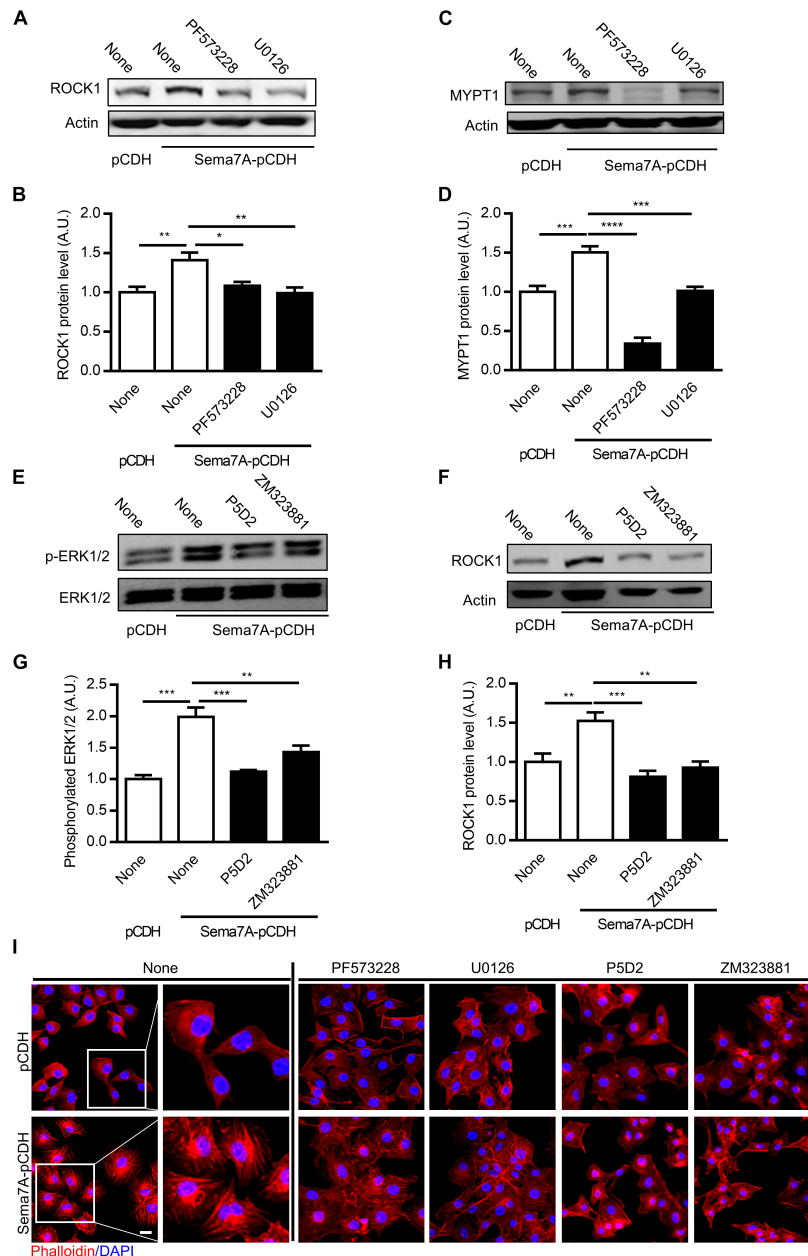 A
None
None
PF573228
U0126
ROCK1
Actin
pCDH
Sema7A-pCDH
C
None
None
PF573228
U0126
MYPT1
Actin
pCDH
Sema7A-pCDH
B
ROCK1 protein level (A.U.)
2.0
1.5
1.0
0.5
0.0
**
*
**
None
None
PF573228
U0126
pCDH
Sema7A-pCDH
D
MYPT1 protein level (A.U.)
2.0
1.5
1.0
0.5
0.0
***
****
***
None
None
PF573228
U0126
pCDH
Sema7A-pCDH
E
None
None
P5D2
ZM323881
p-ERK1/2
ERK1/2
pCDH
Sema7A-pCDH
F
None
None
P5D2
ZM323881
ROCK1
Actin
pCDH
Sema7A-pCDH
G
Phosphorylated ERK1/2 (A.U.)
2.5
2.0
1.5
1.0
0.5
0.0
***
***
**
None
None
P5D2
ZM323881
pCDH
Sema7A-pCDH
H
ROCK1 protein level (A.U.)
2.0
1.5
1.0
0.5
0.0
**
***
**
None
None
P5D2
ZM323881
pCDH
Sema7A-pCDH
I
None PF573228 U0126 P5D2 ZM323881
pCDH
Sema7A-pCDH
Phalloidin/DAPI